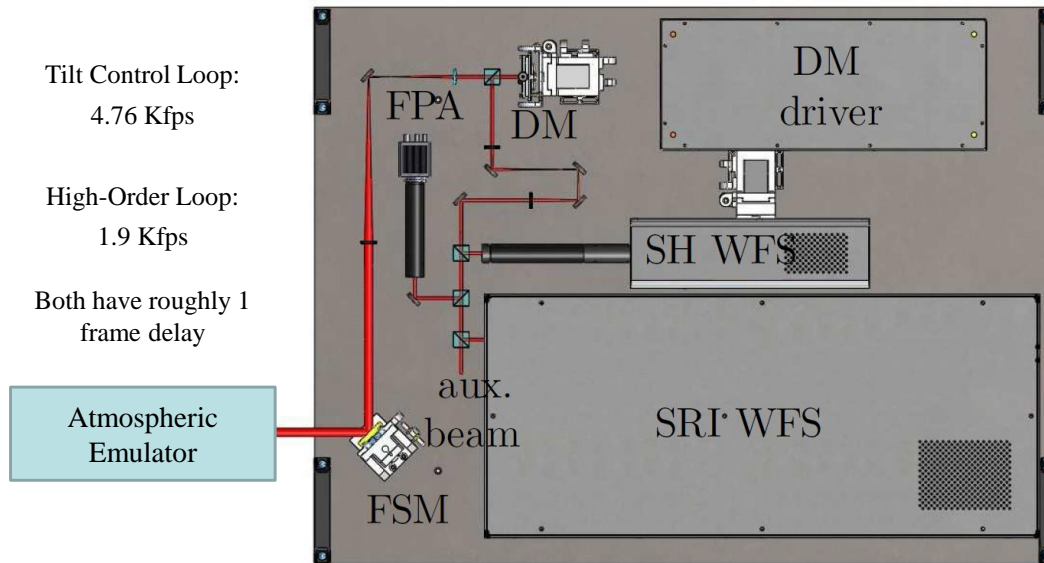 Tilt Control Loop:
4.76 Kfps
High-Order Loop:
1.9 Kfps
Both have roughly 1
frame delay
Atmospheric
Emulator
FPA
DM
DM
driver
SH WFS
aux.
beam
SRI WFS
FSM